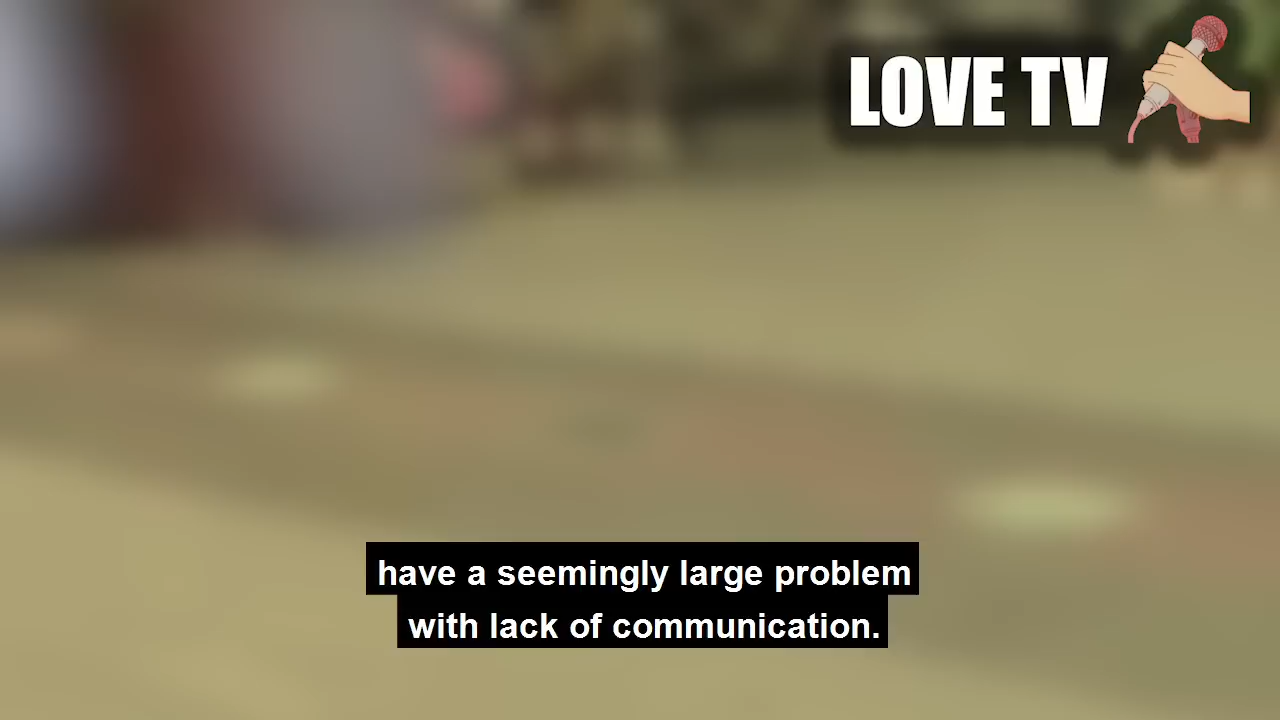 LOVE TV
have a seemingly large problem
with lack of communication.